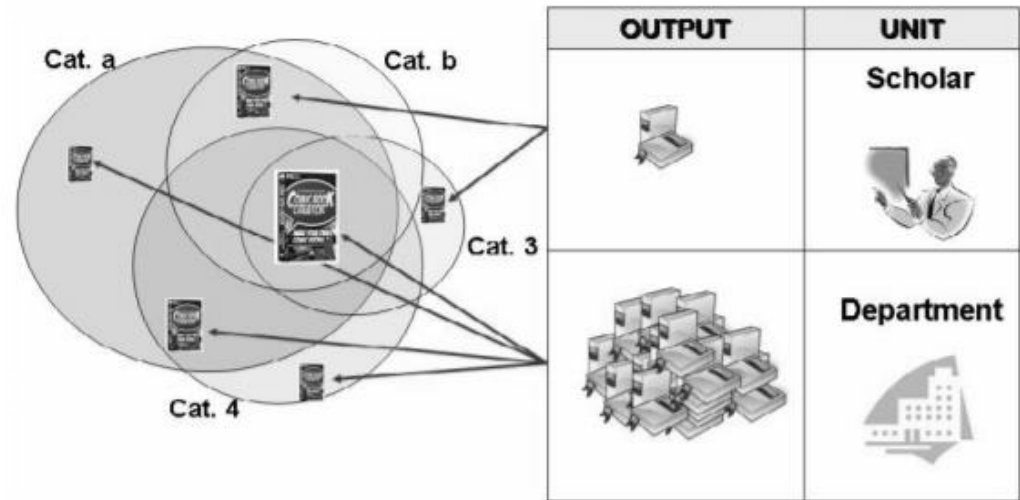 OUTPUT
UNIT
Cat. a
Cat. b
Scholar
Cat. 3
Department
Cat. 4